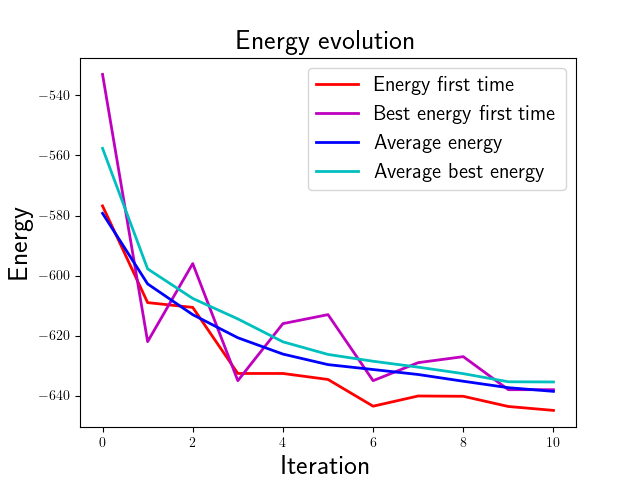 Energy evolution
Energy first time
Best energy first time
Average energy
Average best energy
Energy
−540
−560
−580
−600
−620
−640
0 2 4 6 8 10
Iteration